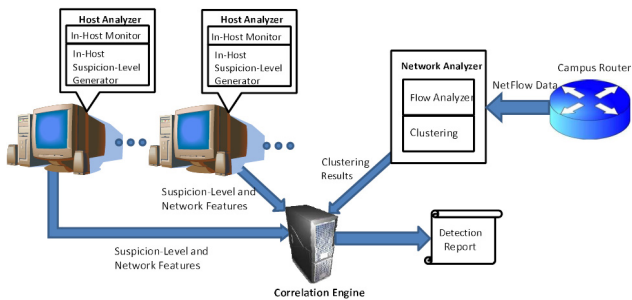 Host Analyzer
In-Host Monitor
In-Host
Suspicion-Level
Generator
Host Analyzer
In-Host Monitor
In-Host
Suspicion-Level
Generator
Network Analyzer
Flow Analyzer
Clustering
Campus Router
NetFlow Data
Clustering
Results
Suspicion-Level and
Network Features
Suspicion-Level and
Network Features
Detection
Report
Correlation Engine